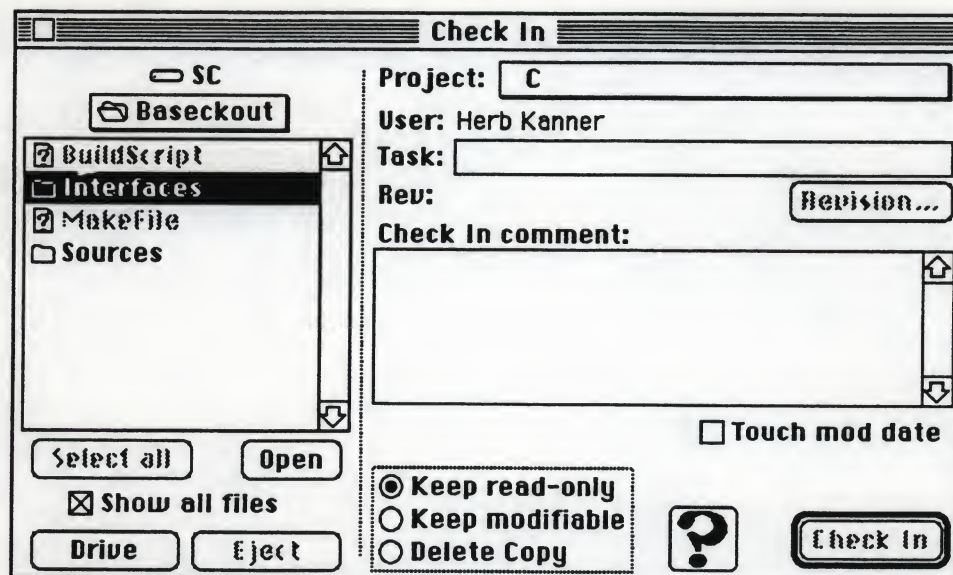 Check In
SC
Baseckout
BuildScript
Interfaces
MakeFile
Sources
Select all
Open
Show all files
Drive
Eject
Project: C
User: Herb Kanner
Task:
Rev:
Revision...
Check In comment:
Touch mod date
Keep read-only
Keep modifiable
Delete Copy
?
Check In